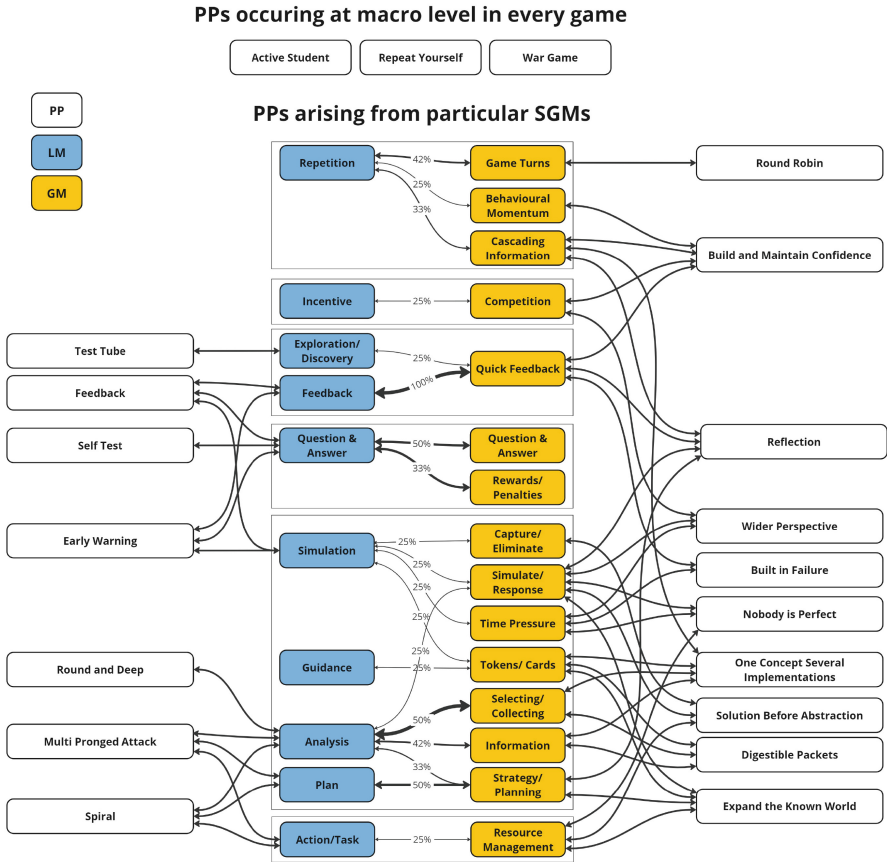 PPs occuring at macro level in every game
Active Student
Repeat Yourself
War Game
PPs arising from particular SGMs
PP
LM
GM
Repetition
42%
Game Turns
Round Robin
25%
Behavioural
Momentum
33%
Cascading
Information
Build and Maintain Confidence
Incentive
25%
Competition
Test Tube
Exploration/
Discovery
25%
Quick Feedback
Feedback
Feedback
100%
Self Test
Question &
Answer
50%
Question &
Answer
Reflection
33%
Rewards/
Penalties
Early Warning
Simulation
25%
Capture/
Eliminate
Wider Perspective
25%
Simulate/
Response
Built in Failure
25%
Time Pressure
Nobody is Perfect
25%
25%
Round and Deep
Guidance
25%
Tokens/ Cards
One Concept Several
Implementations
50%
Selecting/
Collecting
Solution Before Abstraction
Multi Pronged Attack
Analysis
42%
Information
Digestible Packets
33%
Plan
50%
Strategy/
Planning
Expand the Known World
Spiral
Action/Task
25%
Resource
Management